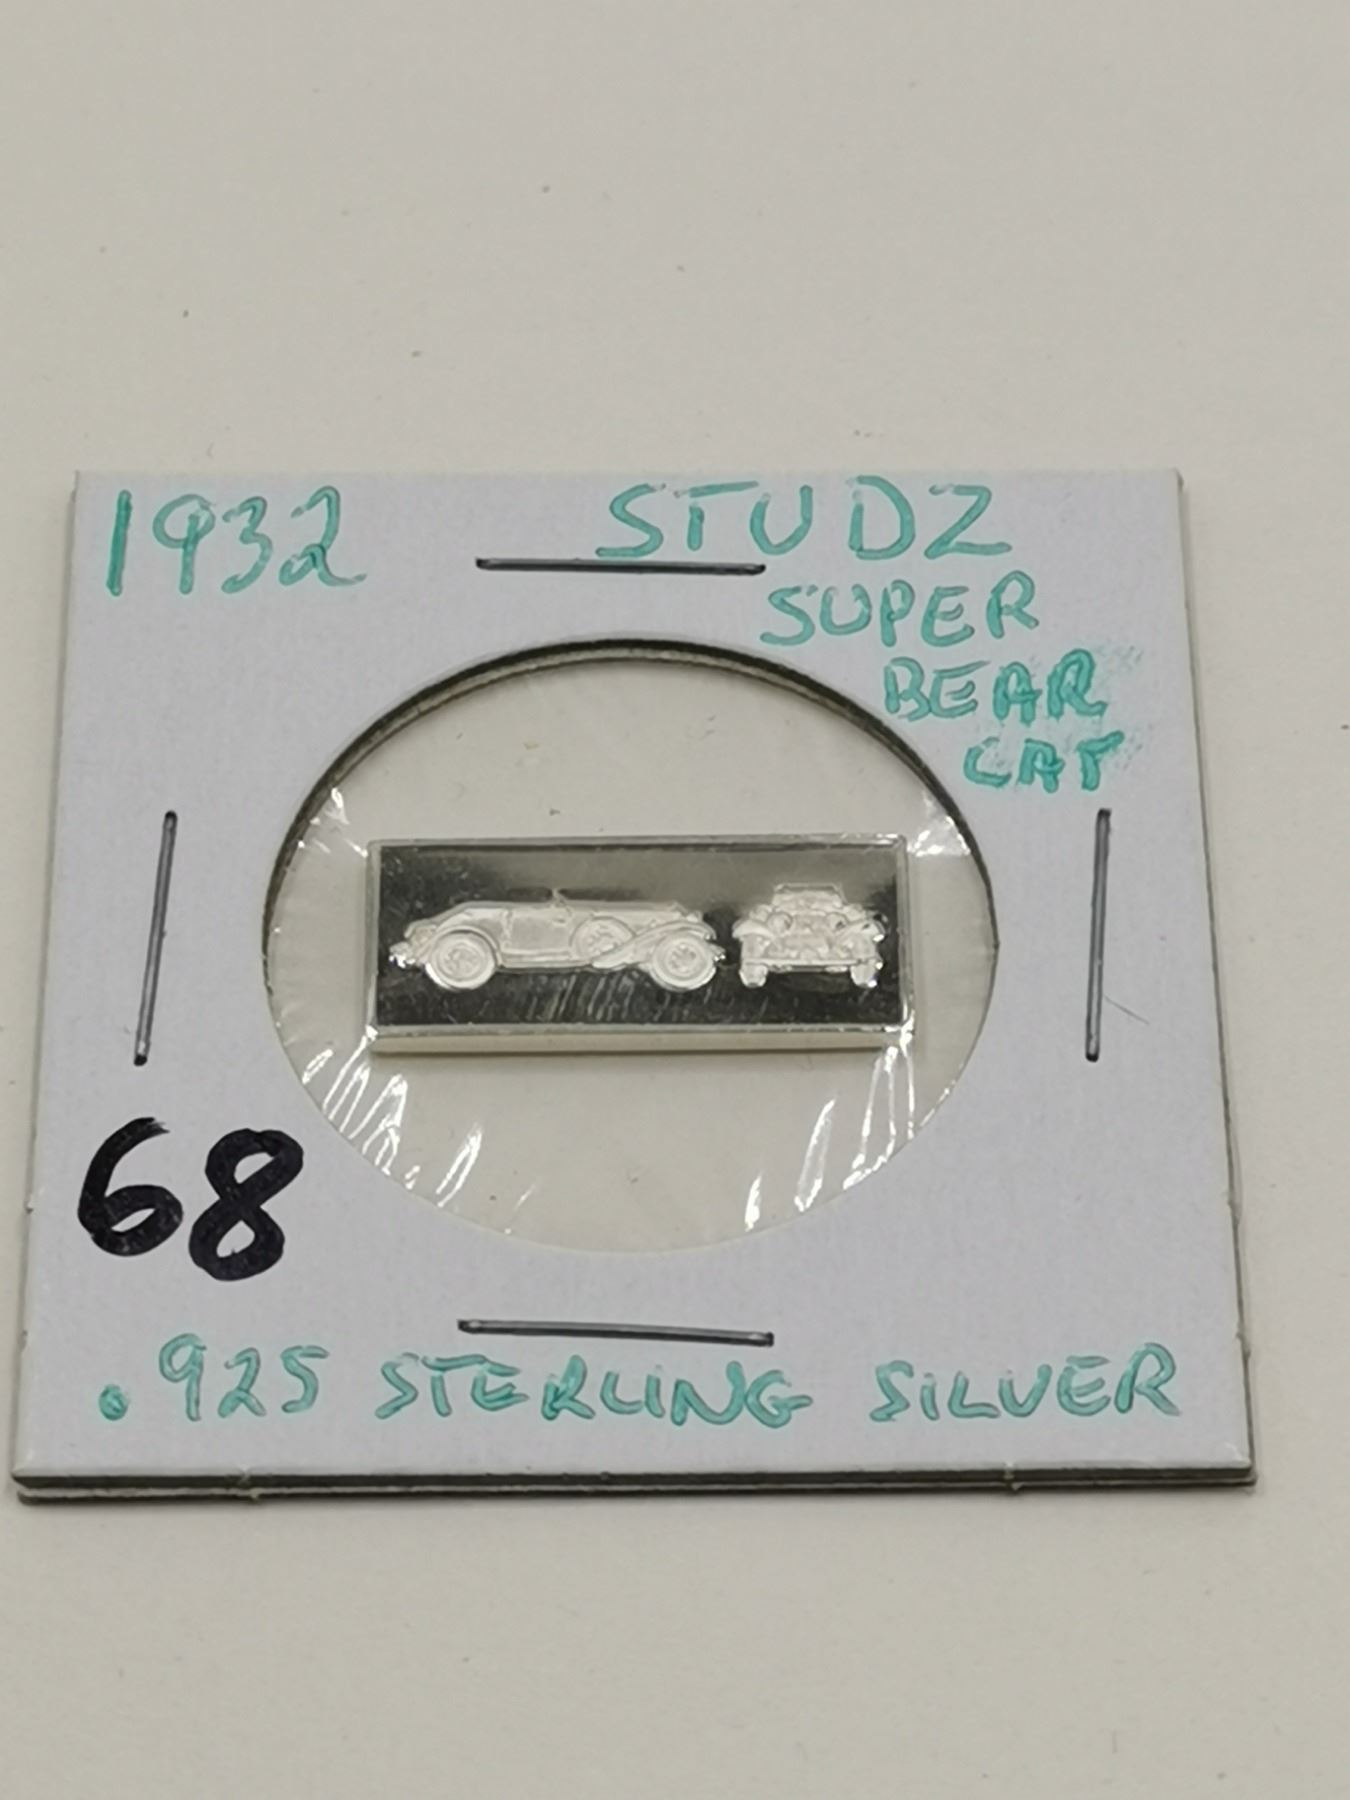 1932 STUDZ
SUPER
BEAR
CAT
68
.925 STERLING SILVER